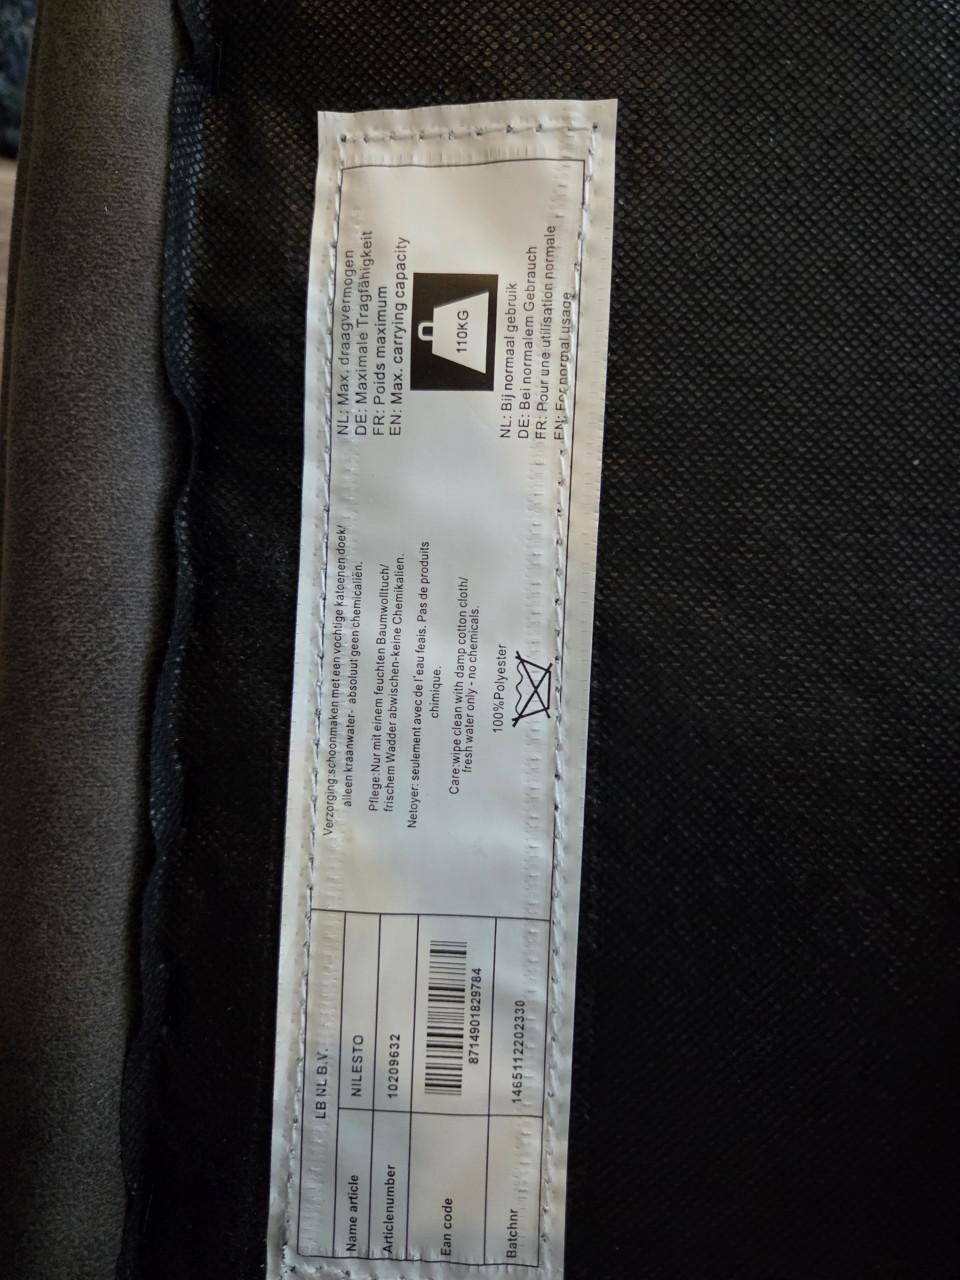 LB NL B.V.
Name article NILESTO
Articlenumber 10209632
Ean code 8714901829784
Batchnr 1465112202330
Verzorging:schoonmaken met een vochtige katoenen doek/
alleen kraanwater- absoluut geen chemicaliën.
Pflege:Nur mit einem feuchten Baumwolltuch/
frischem Wadder abwischen-keine Chemikalien.
Netoyer: seulement avec de l'eau feais. Pas de produits
chimique.
Care:wipe clean with damp cotton cloth/
fresh water only - no chemicals.
100%Polyester
NL: Max. draagvermogen
DE: Maximale Tragfähigkeit
FR: Poids maximum
EN: Max. carrying capacity
110KG
NL: Bij normaal gebruik
DE: Bei normalem Gebrauch
FR: Pour une utilisation normale
EN: For normal usage